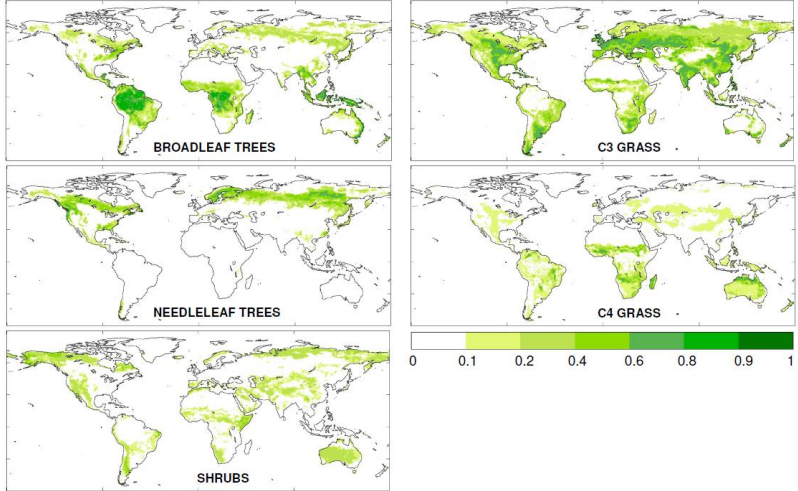 BROADLEAF TREES
C3 GRASS
NEEDLELEAF TREES
C4 GRASS
0 0.1 0.2 0.4 0.6 0.8 0.9 1
SHRUBS